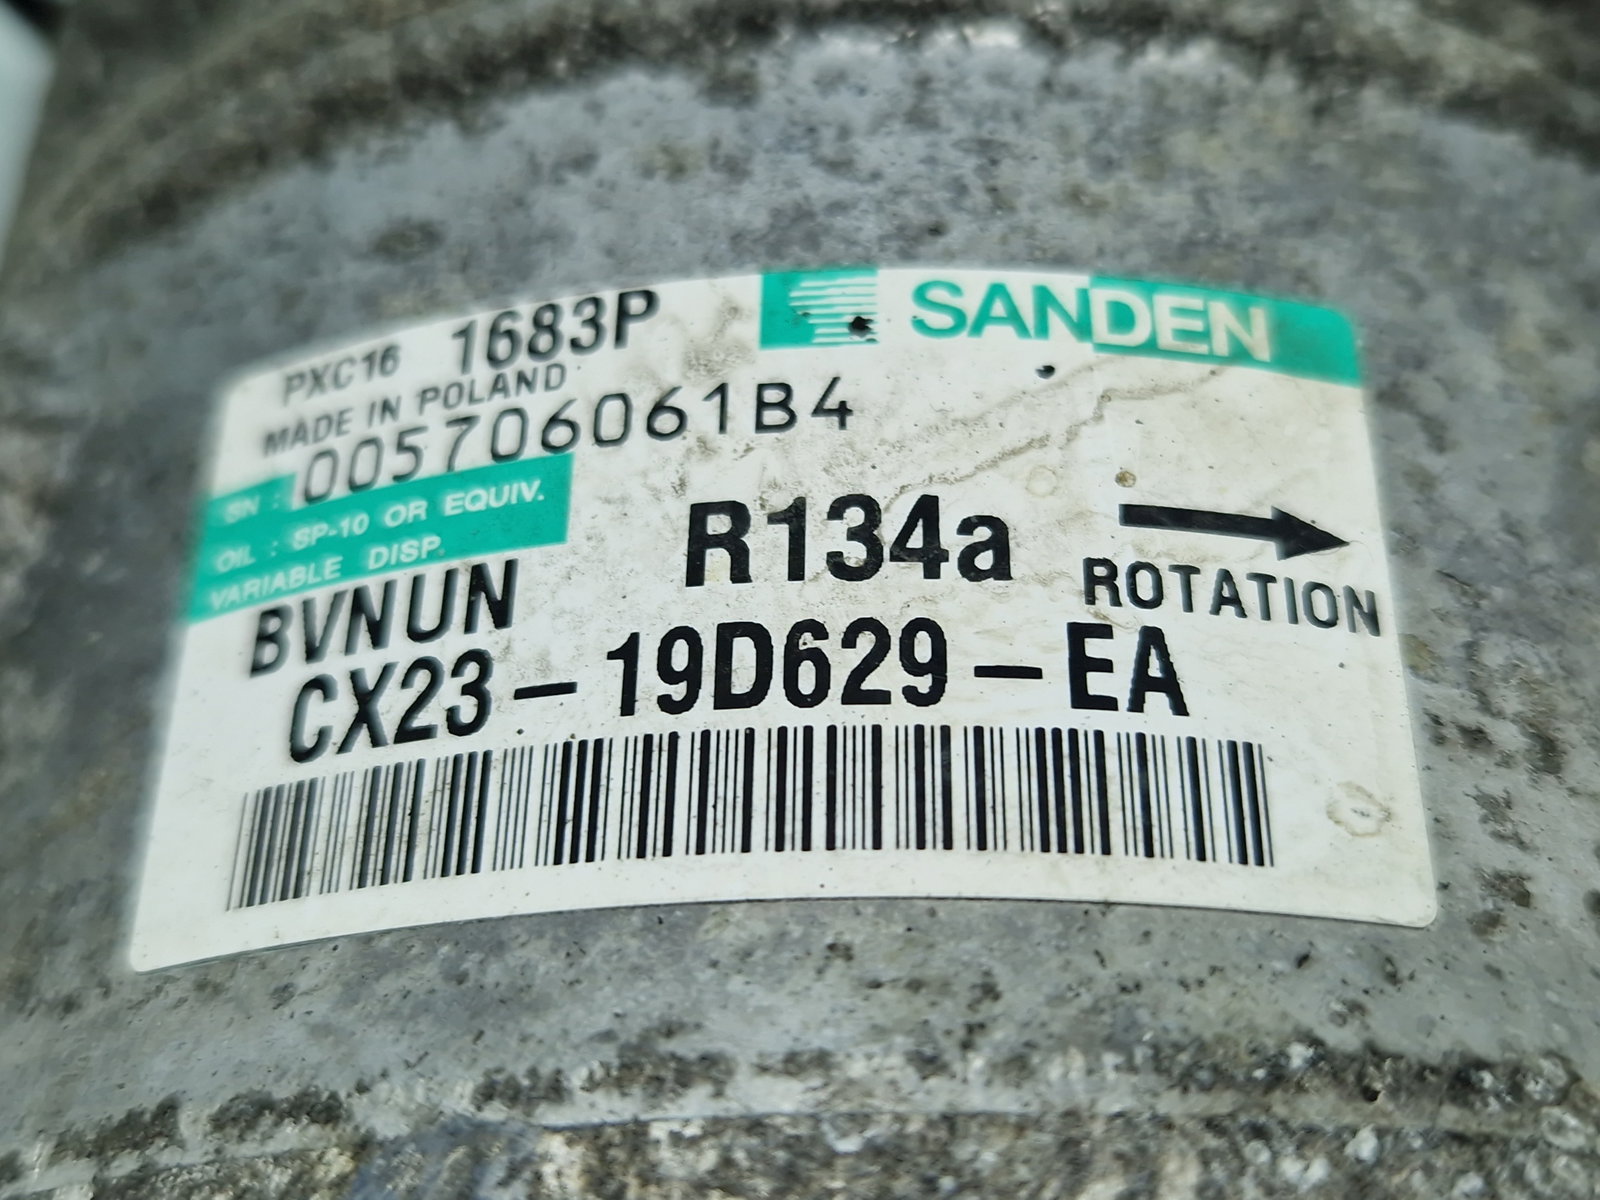 SANDEN
PXC16 1683P
MADE IN POLAND
SN : 005706061B4
OIL : SP-10 OR EQUIV.
VARIABLE DISP.
BVNUN R134a
ROTATION
CX23-19D629-EA